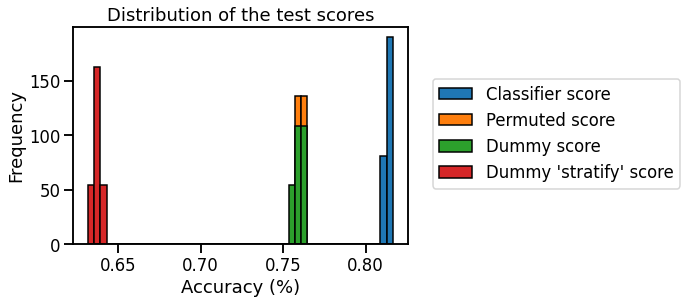 Distribution of the test scores
Frequency
150
100
50
0
0.65 0.70 0.75 0.80
Accuracy (%)
Classifier score
Permuted score
Dummy score
Dummy 'stratify' score